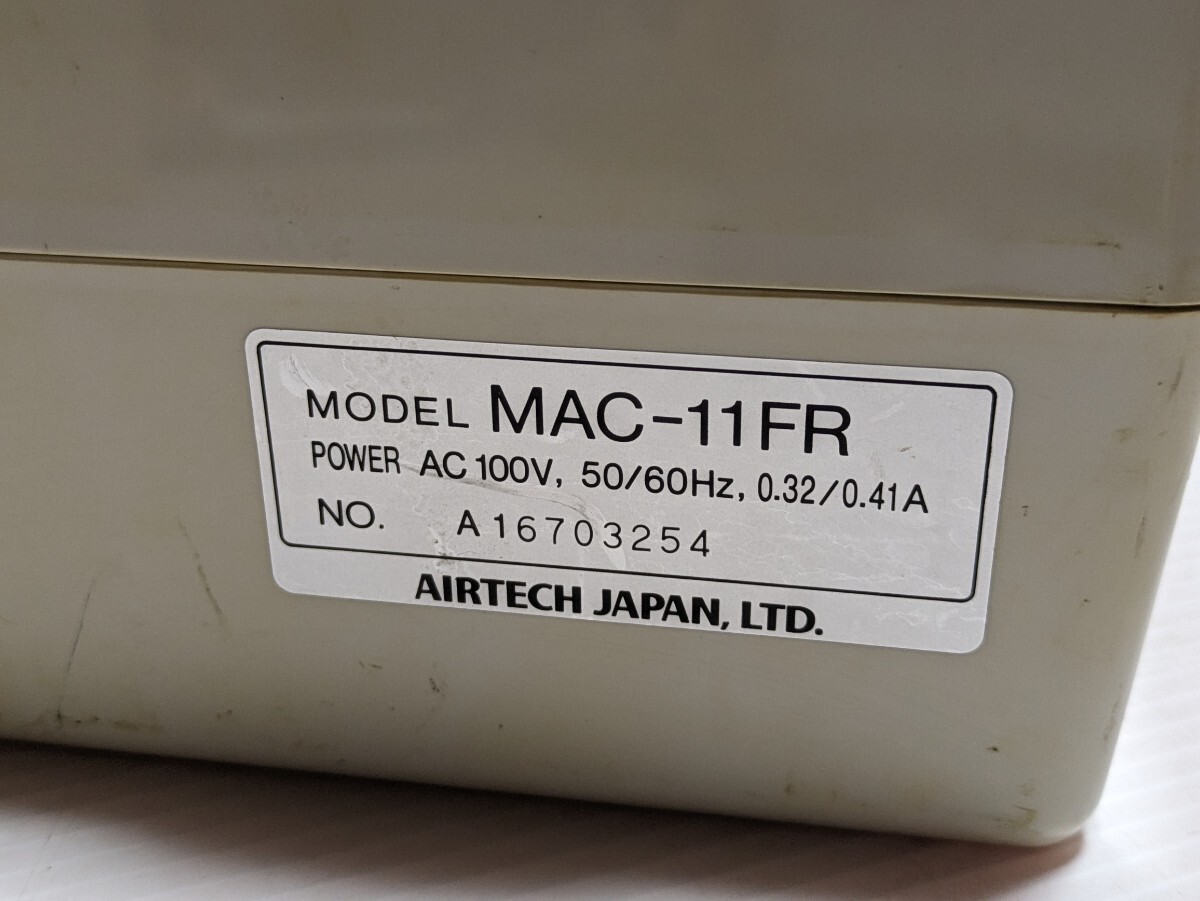 MODEL MAC-11FR
POWER AC 100V, 50/60Hz, 0.32/0.41A
NO. A16703254
AIRTECH JAPAN, LTD.